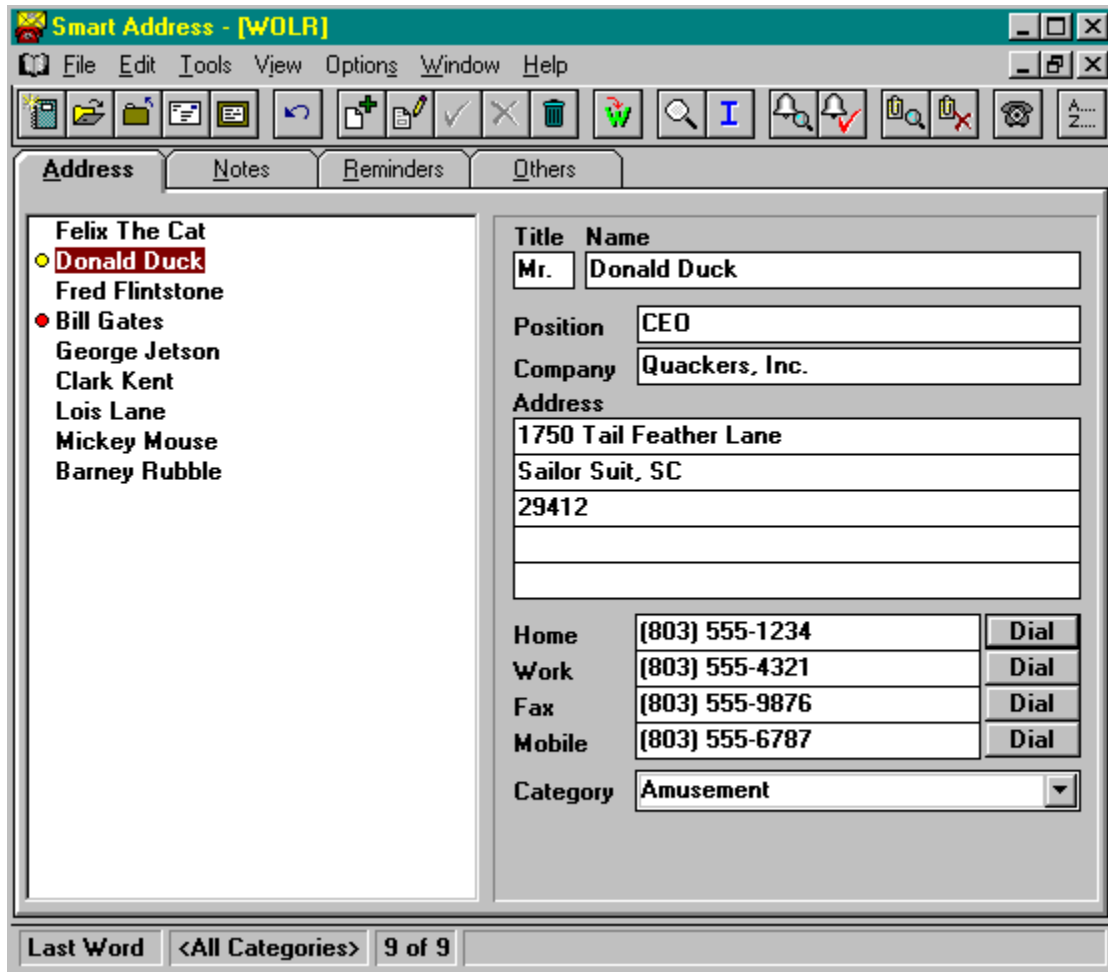 Smart Address - [WOLR]
File Edit Tools View Options Window Help
A....
Z....
Address Notes Reminders Others
Felix The Cat
Donald Duck
Fred Flintstone
Bill Gates
George Jetson
Clark Kent
Lois Lane
Mickey Mouse
Barney Rubble
Title Name
Mr. Donald Duck
Position CEO
Company Quackers, Inc.
Address
1750 Tail Feather Lane
Sailor Suit, SC
29412
Home (803) 555-1234 Dial
Work (803) 555-4321 Dial
Fax (803) 555-9876 Dial
Mobile (803) 555-6787 Dial
Category Amusement
Last Word <All Categories> 9 of 9